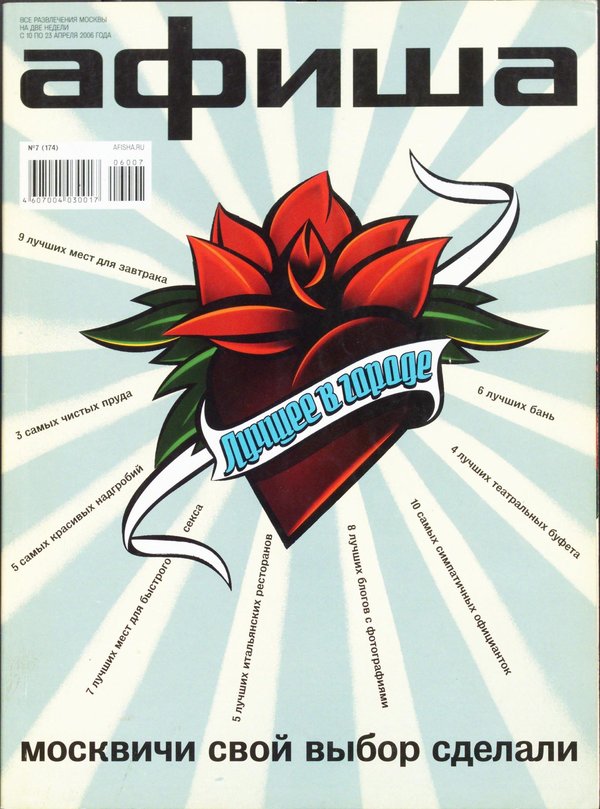 ВСЕ РАЗВЛЕЧЕНИЯ МОСКВЫ
НА ДВЕ НЕДЕЛИ
С 10 ПО 23 АПРЕЛЯ 2006 ГОДА
афиша
№7 (174)
AFISHA.RU
06007
4607004030017
9 лучших мест для завтрака
Лучшее в городе
3 самых чистых пруда
6 лучших бань
5 самых красивых надгробий
4 лучших театральных буфета
7 лучших мест для быстрого секса
5 лучших итальянских ресторанов
8 лучших блогов с фотографиями
10 самых симпатичных официанток
москвичи свой выбор сделали